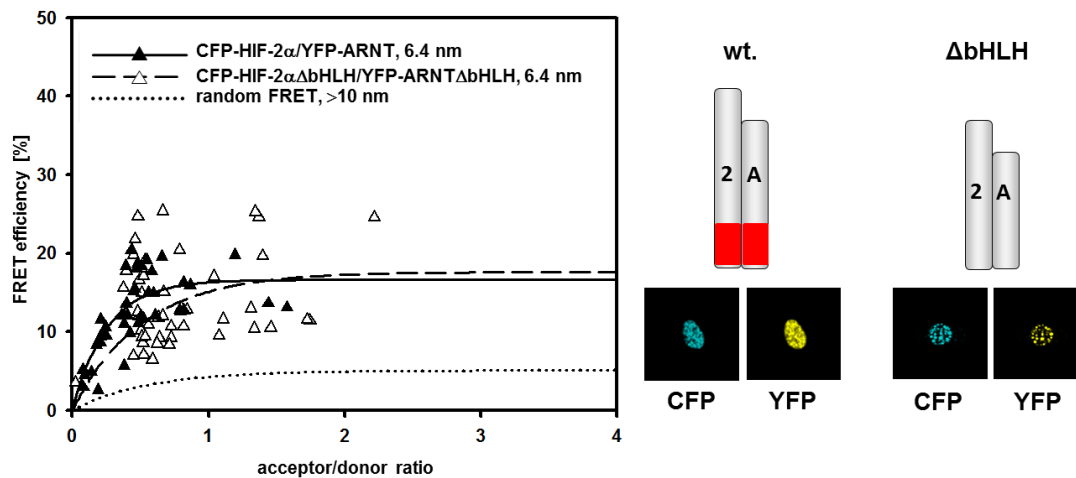 50
40
30
20
10
0
FRET efficiency [%]
CFP-HIF-2α/YFP-ARNT, 6.4 nm
CFP-HIF-2αΔbHLH/YFP-ARNTΔbHLH, 6.4 nm
random FRET, >10 nm
0 1 2 3 4
acceptor/donor ratio
wt. ΔbHLH
2 A 2 A
CFP YFP CFP YFP